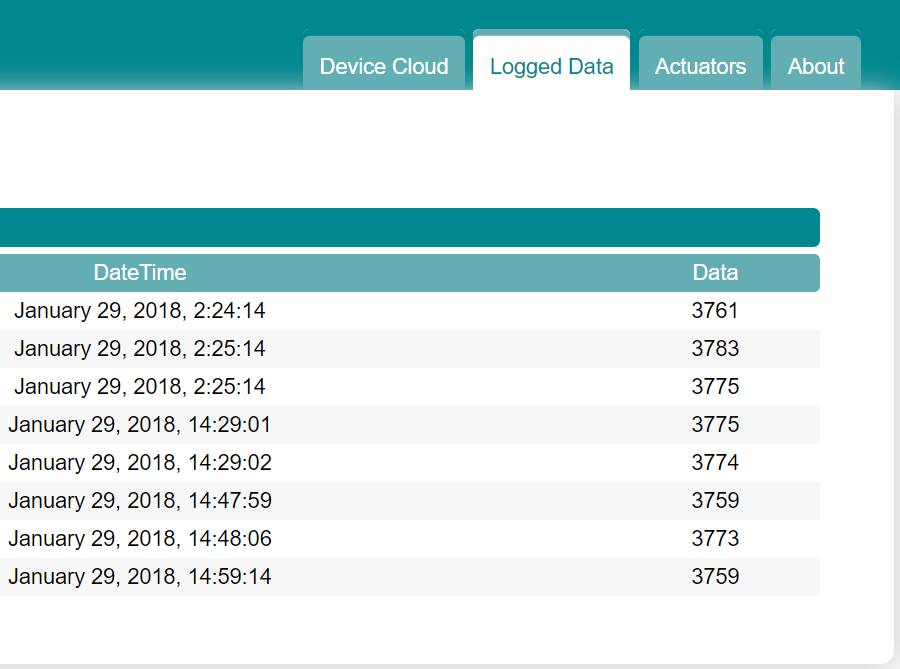 Device Cloud Logged Data Actuators About
DateTime Data
January 29, 2018, 2:24:14 3761
January 29, 2018, 2:25:14 3783
January 29, 2018, 2:25:14 3775
January 29, 2018, 14:29:01 3775
January 29, 2018, 14:29:02 3774
January 29, 2018, 14:47:59 3759
January 29, 2018, 14:48:06 3773
January 29, 2018, 14:59:14 3759